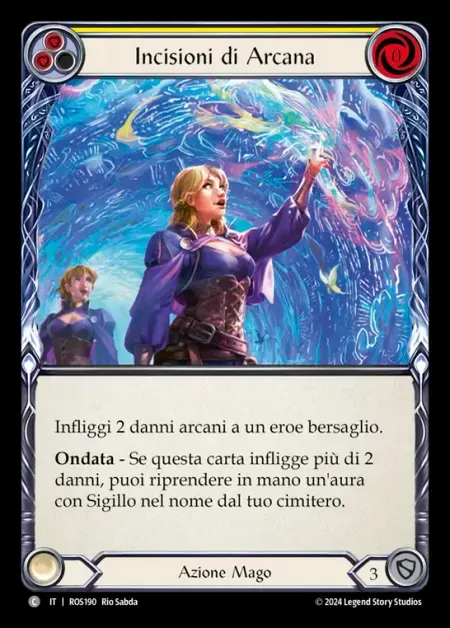 Incisioni di Arcana
0
Infliggi 2 danni arcani a un eroe bersaglio.
Ondata - Se questa carta infligge più di 2
danni, puoi riprendere in mano un'aura
con Sigillo nel nome dal tuo cimitero.
Azione Mago
3
C IT | ROS190 Rio Sabda
© 2024 Legend Story Studios